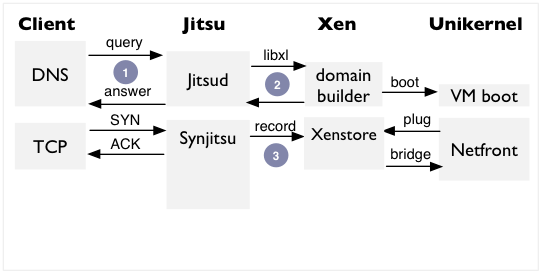 Client Jitsu Xen Unikernel
query
libxl
DNS
1
Jitsud
2
domain
builder
boot
VM boot
answer
SYN
TCP
ACK
Synjitsu
record
3
Xenstore
plug
Netfront
bridge